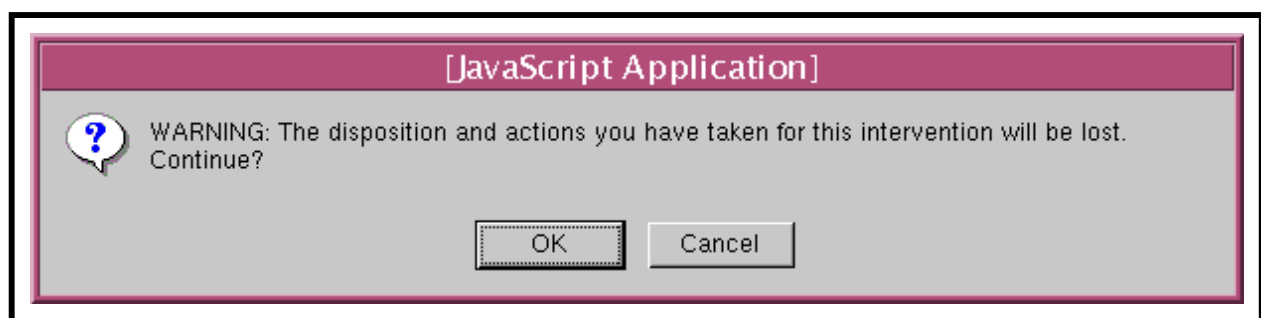 [JavaScript Application]
WARNING: The disposition and actions you have taken for this intervention will be lost.
Continue?
OK
Cancel